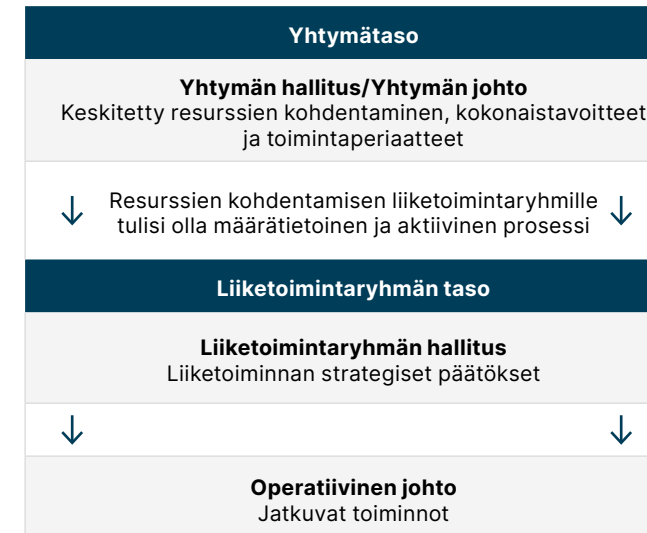 Yhtymätaso
Yhtymän hallitus/Yhtymän johto
Keskitetty resurssien kohdentaminen, kokonaistavoitteet
ja toimintaperiaatteet
↓ Resurssien kohdentamisen liiketoimintaryhmille ↓
tulisi olla määrätietoinen ja aktiivinen prosessi
Liiketoimintaryhmän taso
Liiketoimintaryhmän hallitus
Liiketoiminnan strategiset päätökset
↓ ↓
Operatiivinen johto
Jatkuvat toiminnot